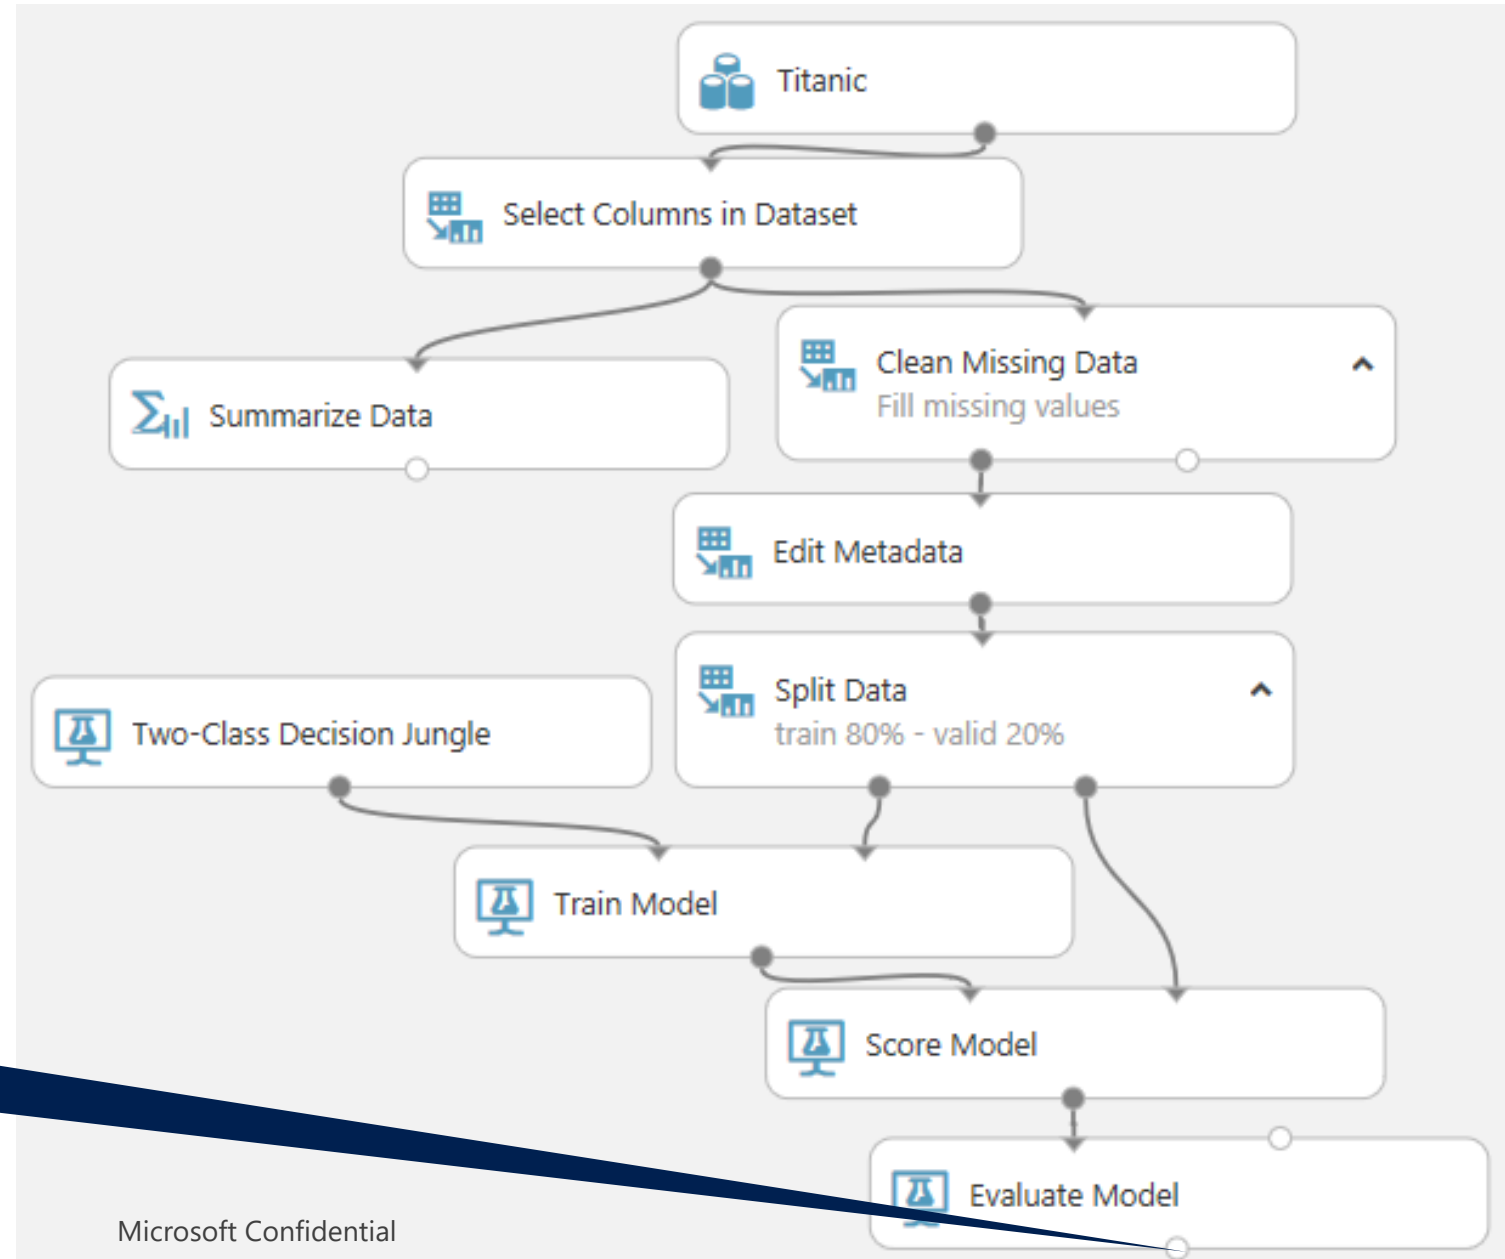 Titanic
Select Columns in Dataset
Clean Missing Data
Fill missing values
Summarize Data
Edit Metadata
Split Data
train 80% - valid 20%
Two-Class Decision Jungle
Train Model
Score Model
Evaluate Model
Microsoft Confidential